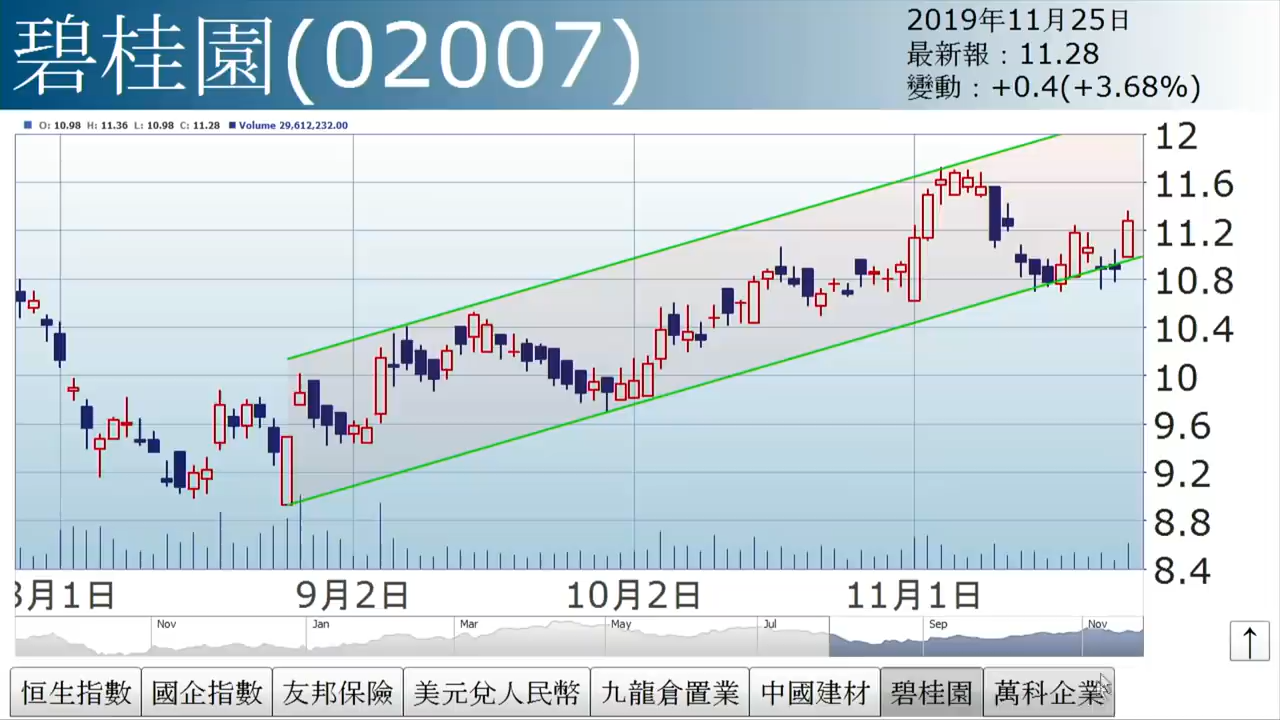 碧桂園(02007)
2019年11月25日
最新報：11.28
變動：+0.4(+3.68%)
O: 10.98 H: 11.36 L: 10.98 C: 11.28 Volume 29,612,232.00
12
11.6
11.2
10.8
10.4
10
9.6
9.2
8.8
8.4
8月1日 9月2日 10月2日 11月1日
Nov Jan Mar May Jul Sep Nov
↑
恒生指數 國企指數 友邦保險 美元兌人民幣 九龍倉置業 中國建材 碧桂園 萬科企業